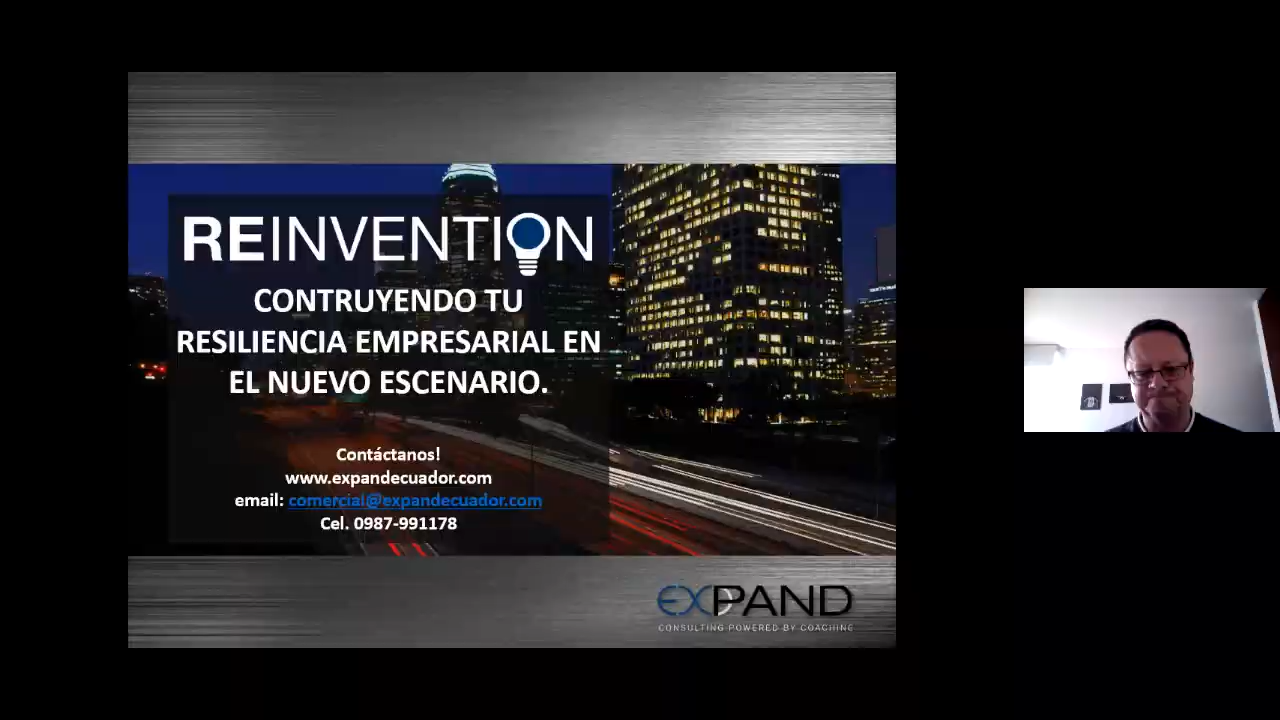 REINVENTION
CONTRUYENDO TU
RESILIENCIA EMPRESARIAL EN
EL NUEVO ESCENARIO.
Contáctanos!
www.expandecuador.com
email: comercial@expandecuador.com
Cel. 0987-991178
EXPAND
CONSULTING POWERED BY COACHING